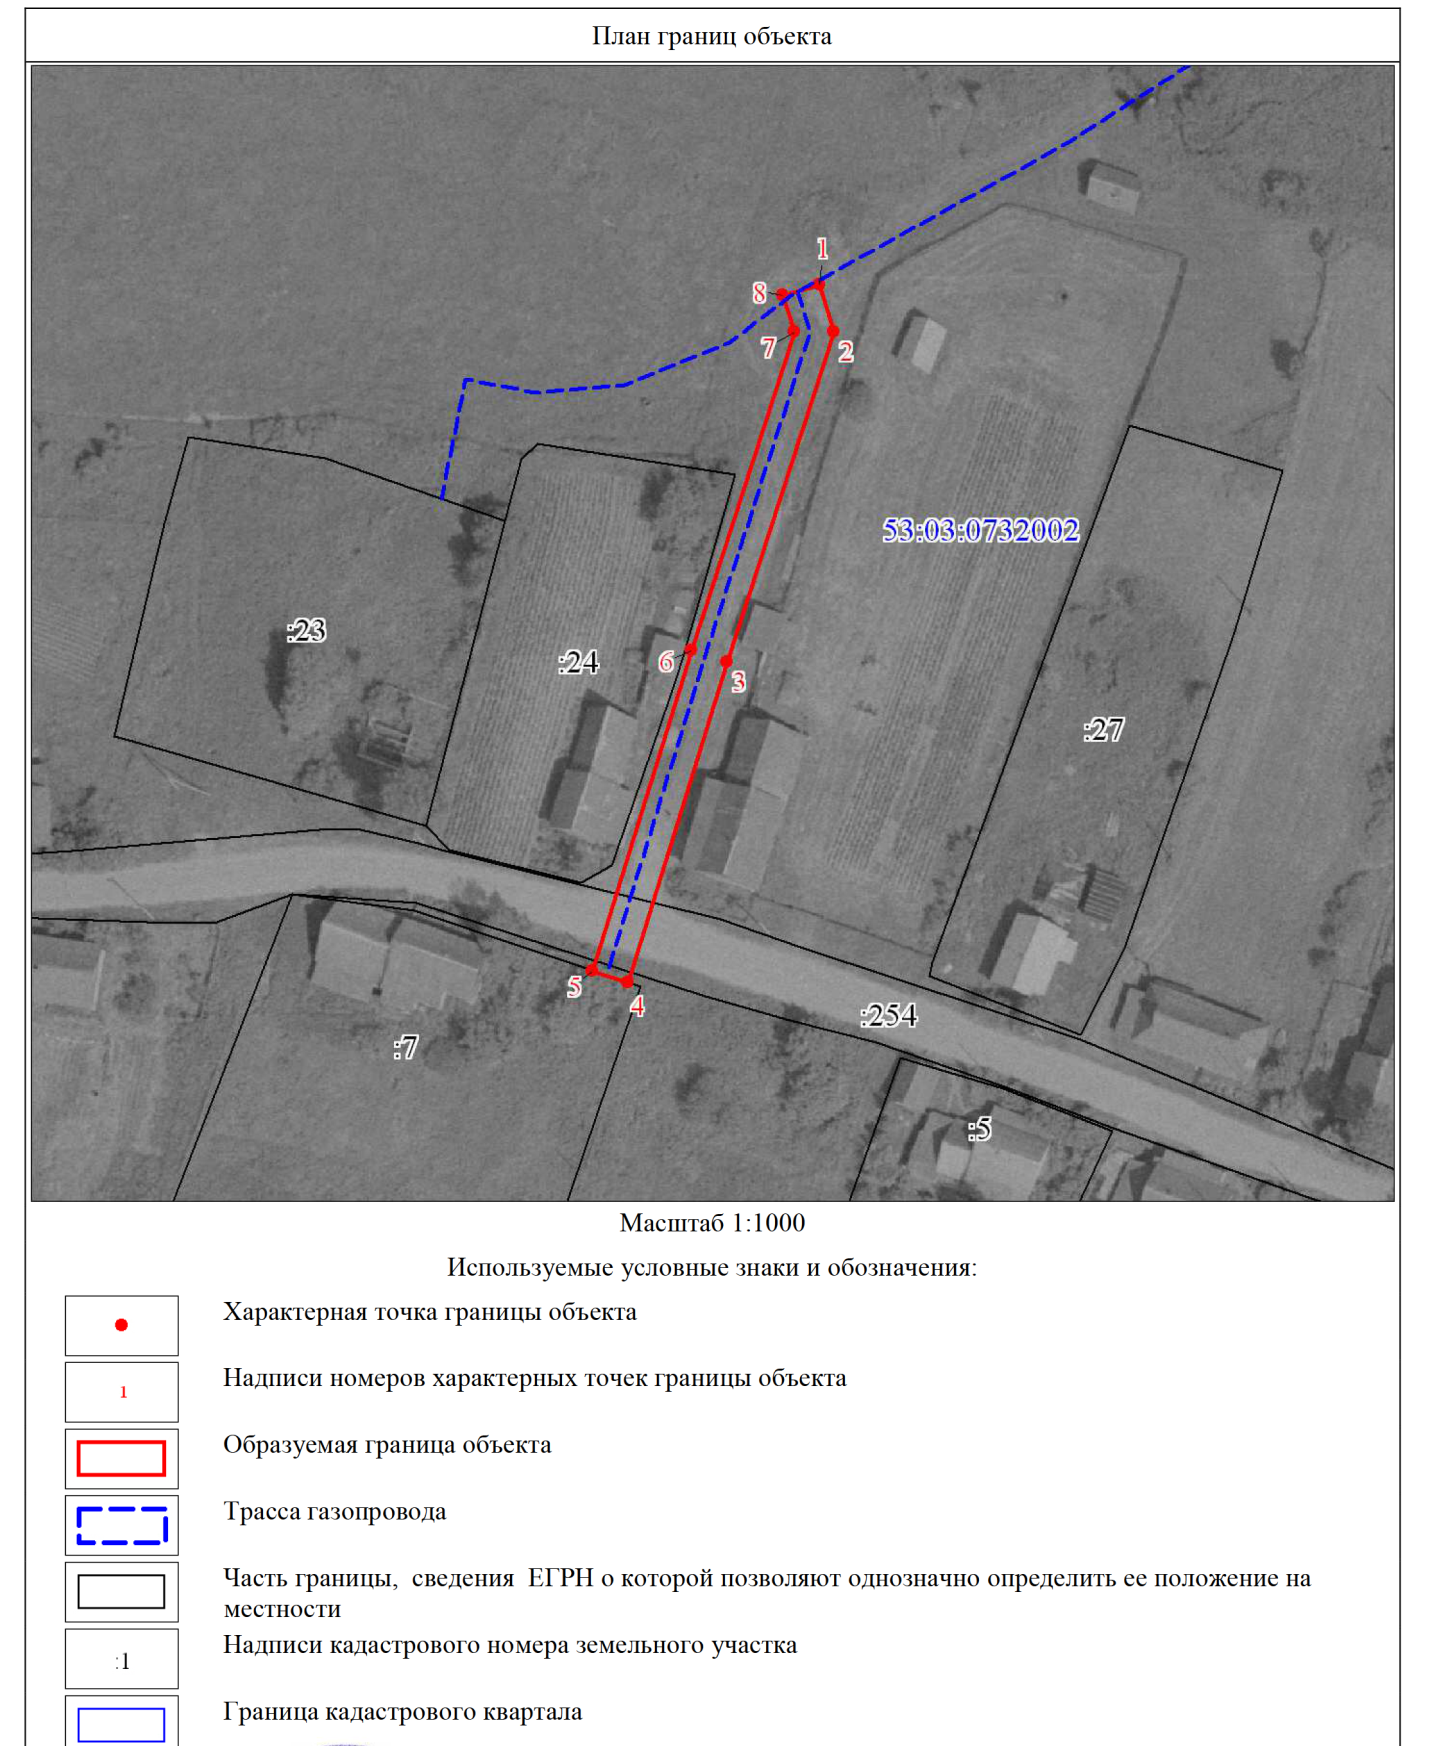 План границ объекта
1
8
7
2
53:03:0732002
:23
:24
6
3
:27
5
4
:254
:7
:5
Масштаб 1:1000
Используемые условные знаки и обозначения:
Характерная точка границы объекта
1
Надписи номеров характерных точек границы объекта
Образуемая граница объекта
Трасса газопровода
Часть границы, сведения ЕГРН о которой позволяют однозначно определить ее положение на
местности
:1
Надписи кадастрового номера земельного участка
Граница кадастрового квартала